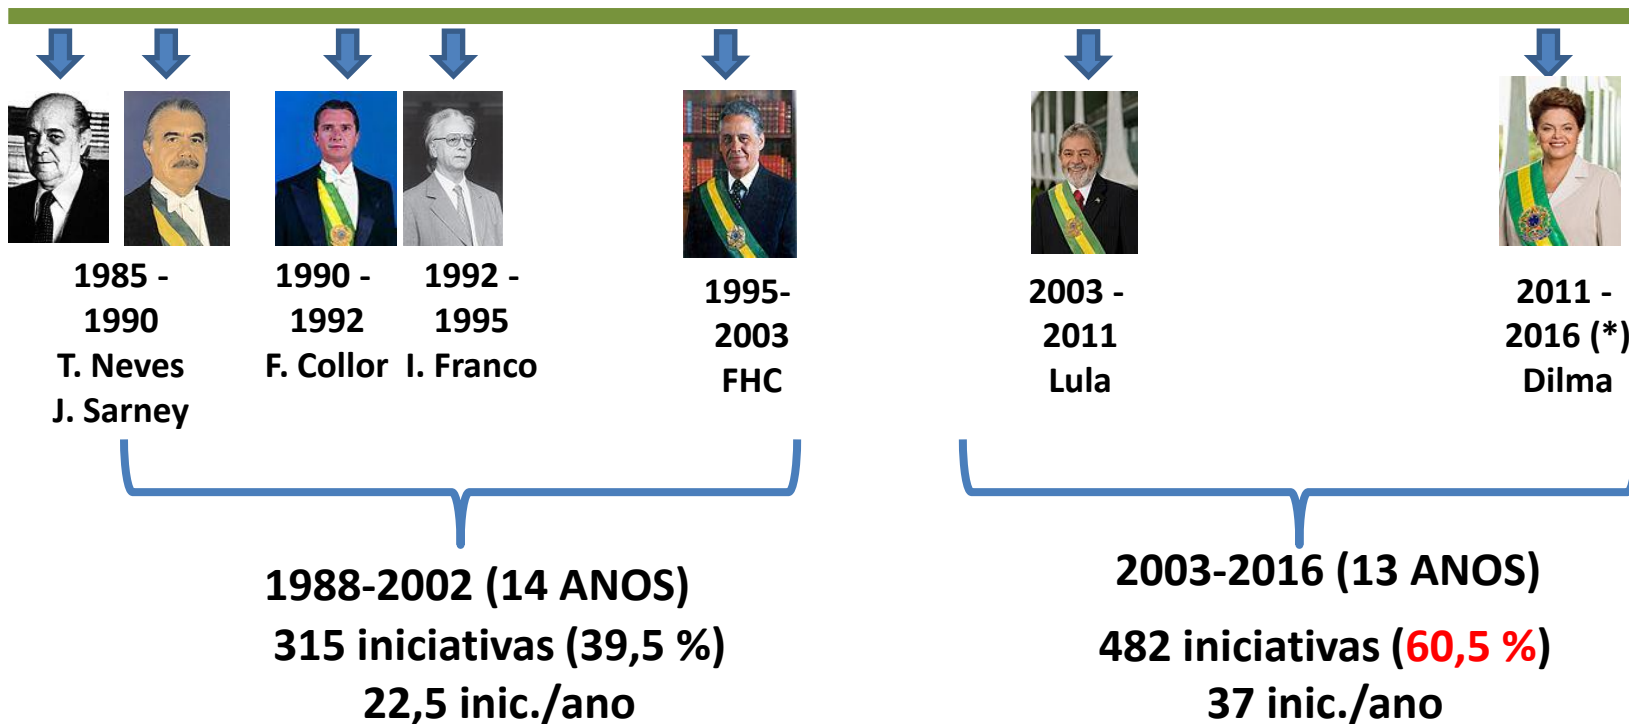 1985 -
1990
T. Neves
J. Sarney
1990 -
1992
F. Collor
1992 -
1995
I. Franco
1995-
2003
FHC
2003 -
2011
Lula
2011 -
2016 (*)
Dilma
1988-2002 (14 ANOS)
315 iniciativas (39,5 %)
22,5 inic./ano
2003-2016 (13 ANOS)
482 iniciativas (60,5 %)
37 inic./ano